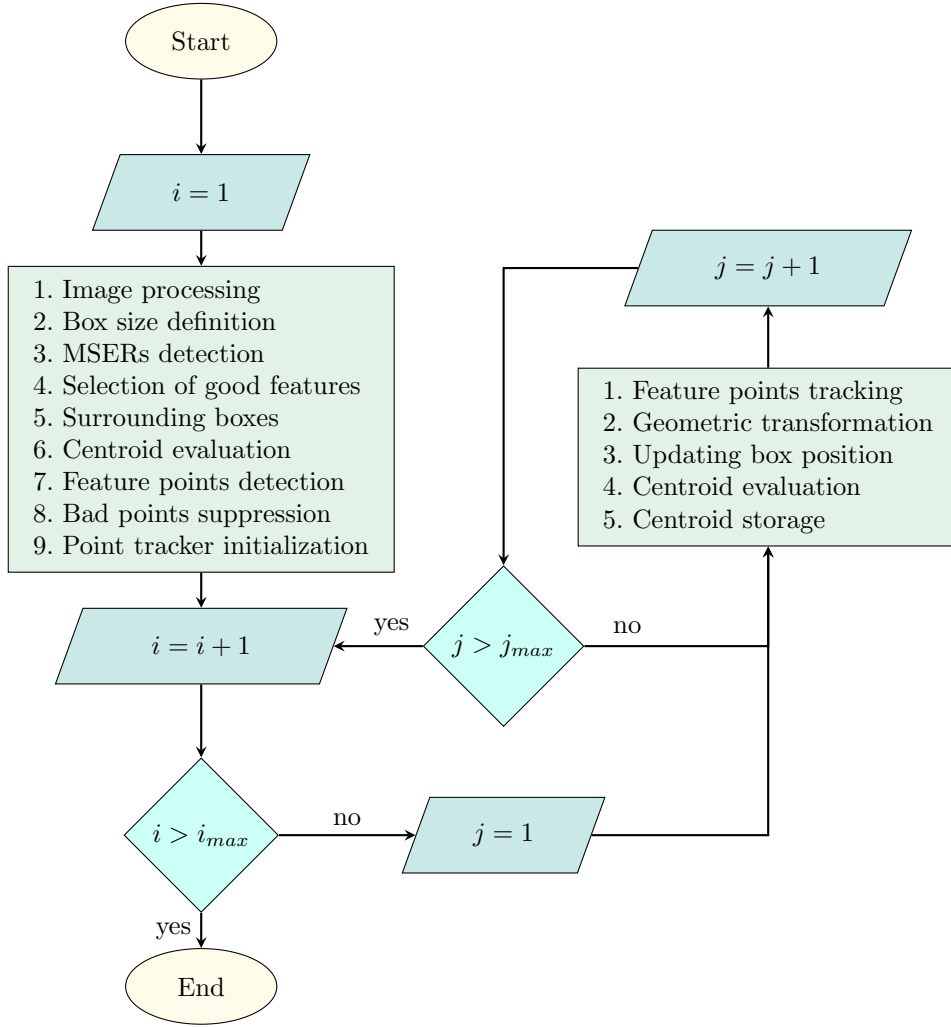 Start
i = 1
1. Image processing
2. Box size definition
3. MSERs detection
4. Selection of good features
5. Surrounding boxes
6. Centroid evaluation
7. Feature points detection
8. Bad points suppression
9. Point tracker initialization
j = j + 1
1. Feature points tracking
2. Geometric transformation
3. Updating box position
4. Centroid evaluation
5. Centroid storage
i = i + 1
yes
j > j_max
no
i > i_max
no
j = 1
yes
End